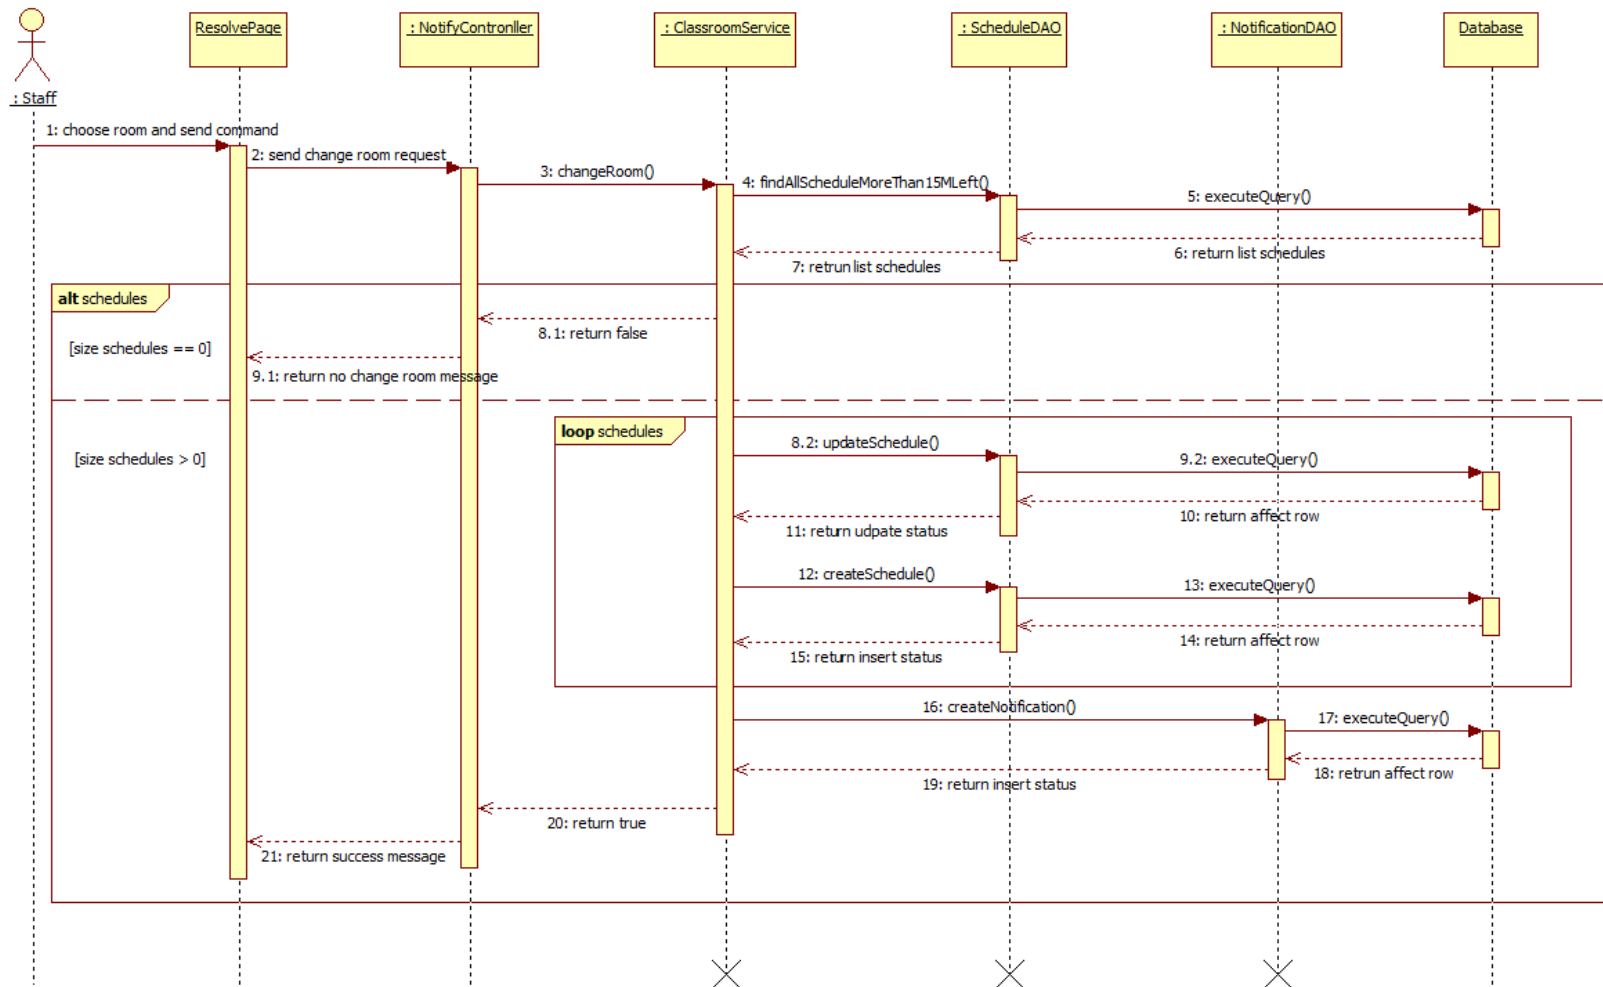 ResolvePage
: NotifyContronller
: ClassroomService
: ScheduleDAO
: NotificationDAO
Database
: Staff
1: choose room and send command
2: send change room request
3: changeRoom()
4: findAllScheduleMoreThan15MLeft()
5: executeQuery()
6: return list schedules
7: retrun list schedules
alt schedules
8.1: return false
[size schedules == 0]
9.1: return no change room message
loop schedules
[size schedules > 0]
8.2: updateSchedule()
9.2: executeQuery()
10: return affect row
11: return udpate status
12: createSchedule()
13: executeQuery()
14: return affect row
15: return insert status
16: createNotification()
17: executeQuery()
18: retrun affect row
19: return insert status
20: return true
21: return success message